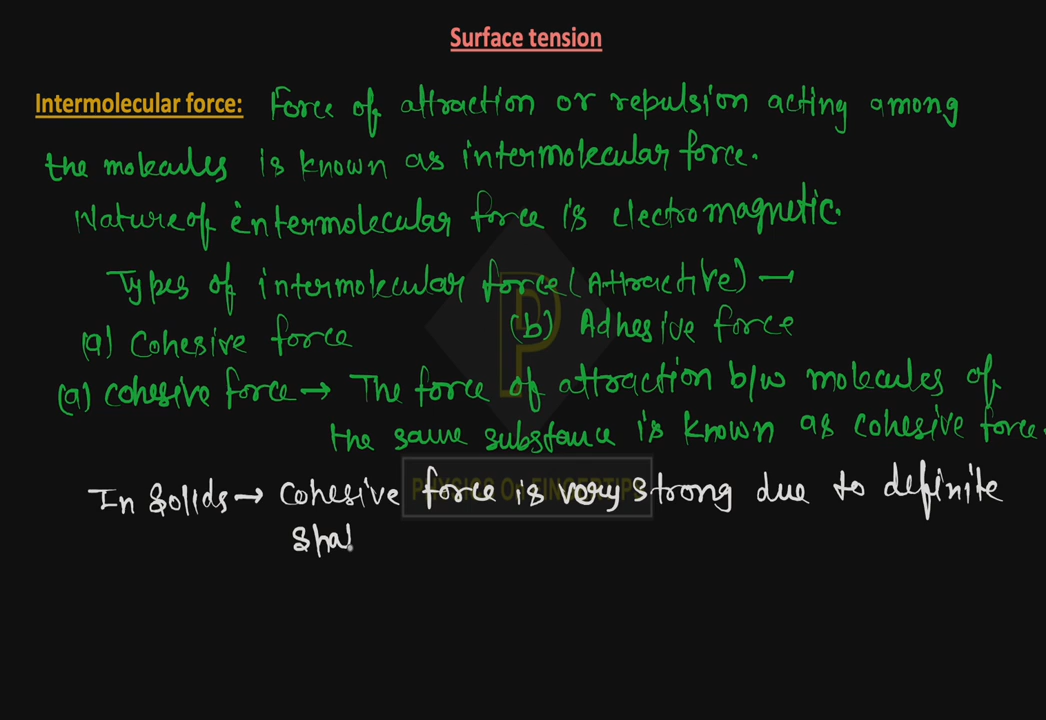 Surface tension
Intermolecular force: Force of attraction or repulsion acting among
the molecules is known as intermolecular force.
Nature of intermolecular force is electromagnetic.
Types of intermolecular force (Attractive) →
(a) Cohesive force (b) Adhesive force
(a) Cohesive force → The force of attraction b/w molecules of
the same substance is known as cohesive force.
In Solids → Cohesive force is very strong due to definite